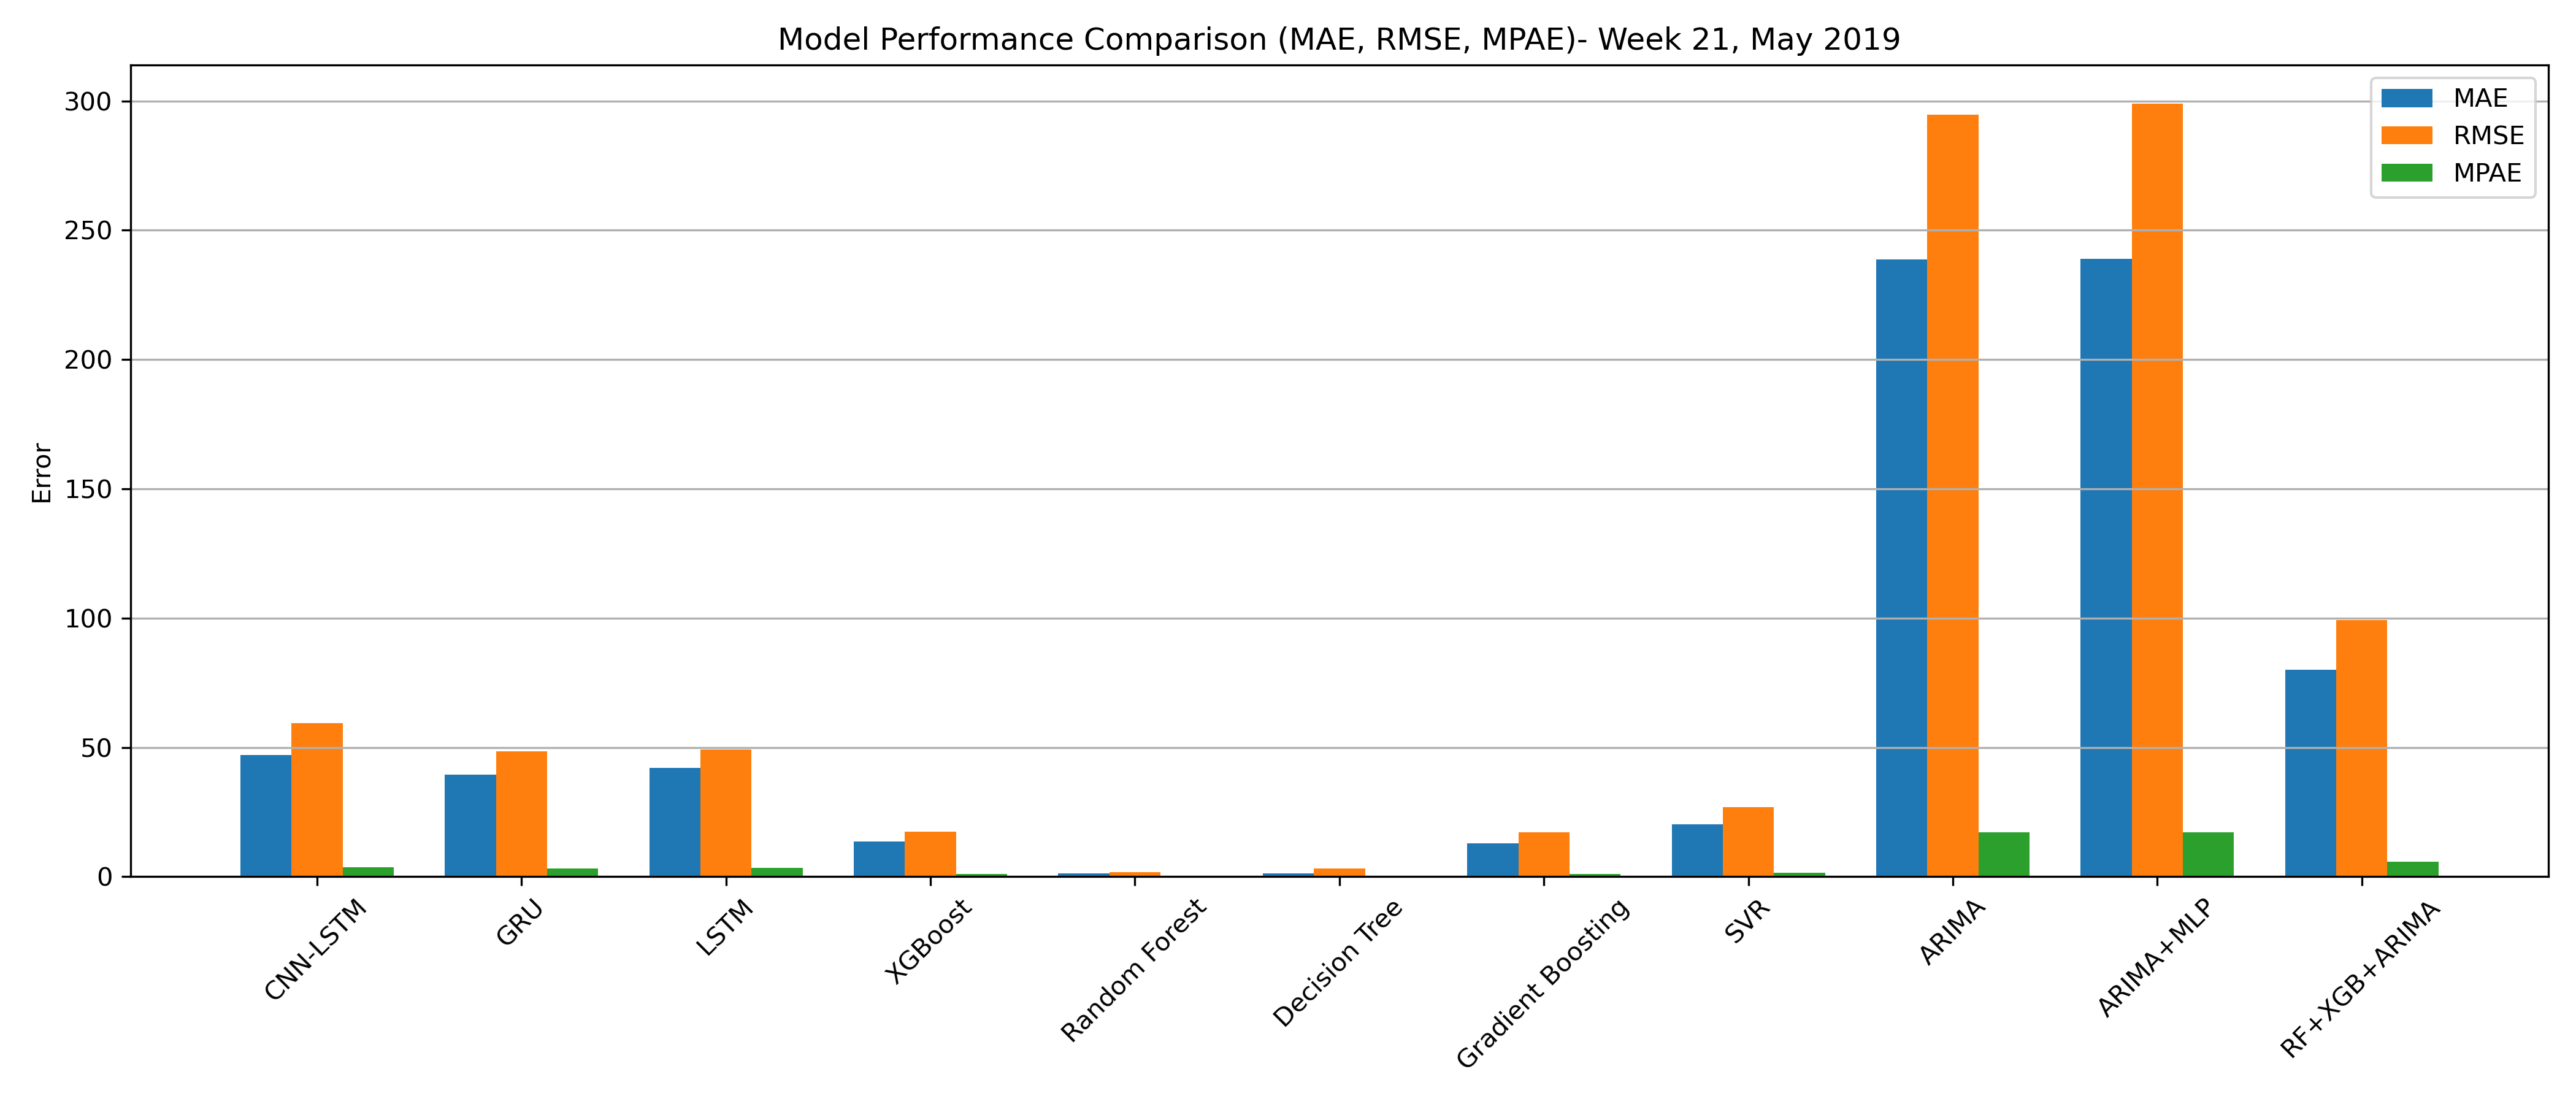 Model Performance Comparison (MAE, RMSE, MPAE)- Week 21, May 2019
MAE
RMSE
MPAE
Error
300
250
200
150
100
50
0
CNN-LSTM
GRU
LSTM
XGBoost
Random Forest
Decision Tree
Gradient Boosting
SVR
ARIMA
ARIMA+MLP
RF+XGB+ARIMA